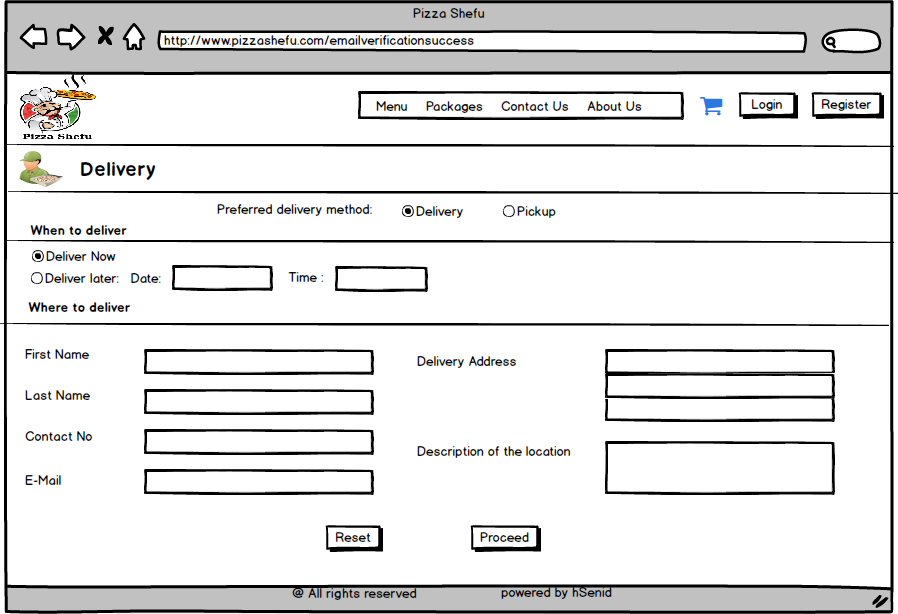 Pizza Shefu
http://www.pizzashefu.com/emailverificationsuccess
Pizza Shefu
Menu Packages Contact Us About Us Login Register
Delivery
Preferred delivery method: Delivery Pickup
When to deliver
Deliver Now
Deliver later: Date: Time :
Where to deliver
First Name
Delivery Address
Last Name
Contact No
Description of the location
E-Mail
Reset Proceed
@ All rights reserved powered by hSenid